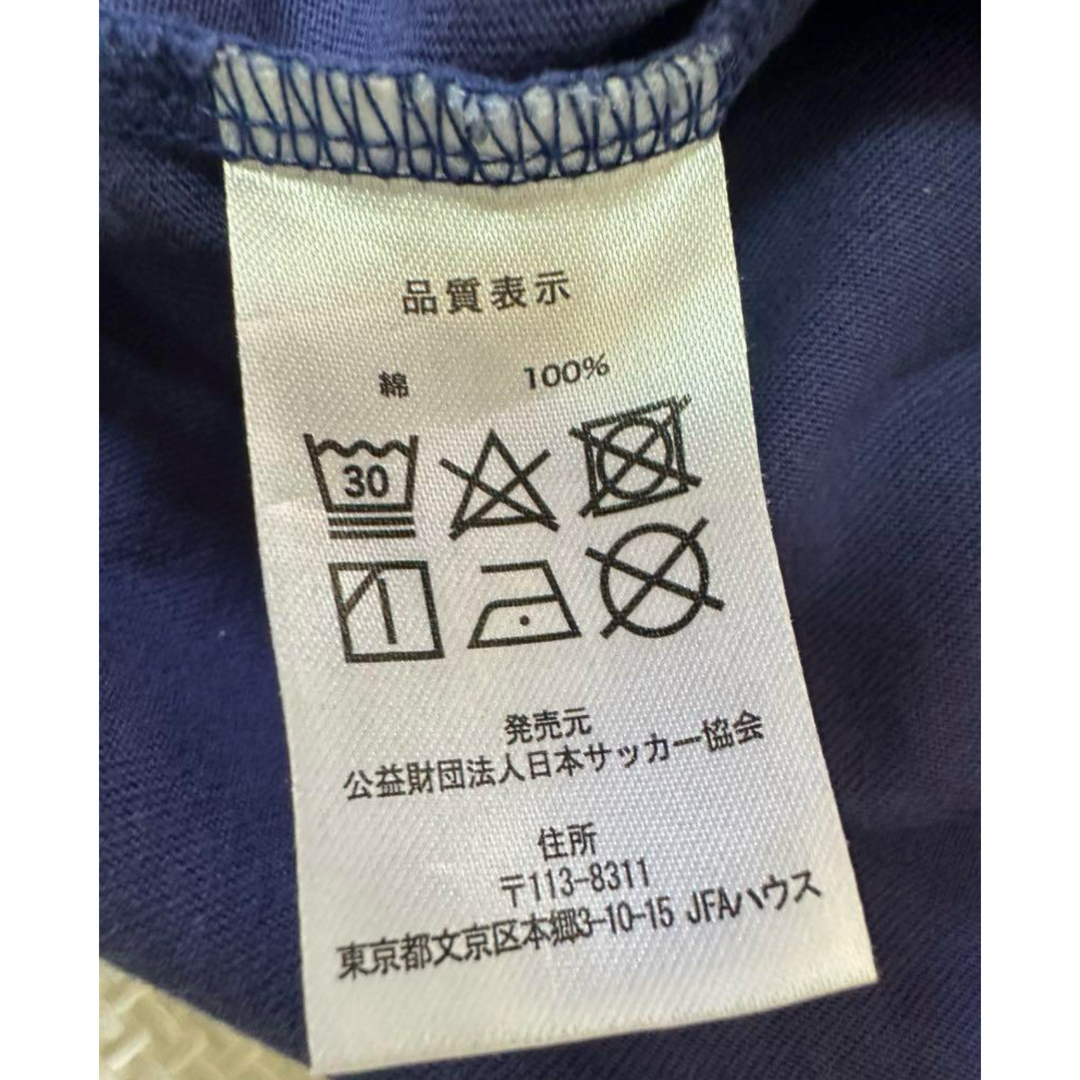 品質表示
綿 100%
30
発売元
公益財団法人日本サッカー協会
住所
〒113-8311
東京都文京区本郷3-10-15 JFAハウス